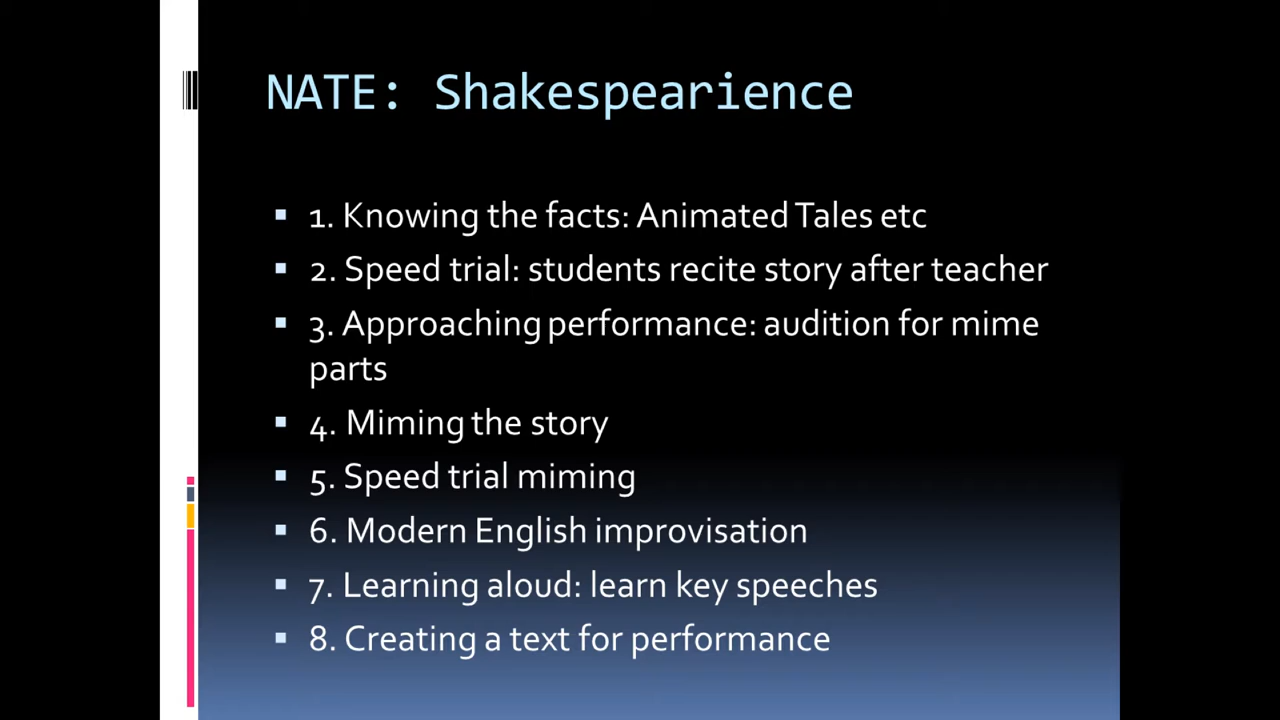 NATE: Shakespearience
▪ 1. Knowing the facts: Animated Tales etc
▪ 2. Speed trial: students recite story after teacher
▪ 3. Approaching performance: audition for mime
parts
▪ 4. Miming the story
▪ 5. Speed trial miming
▪ 6. Modern English improvisation
▪ 7. Learning aloud: learn key speeches
▪ 8. Creating a text for performance